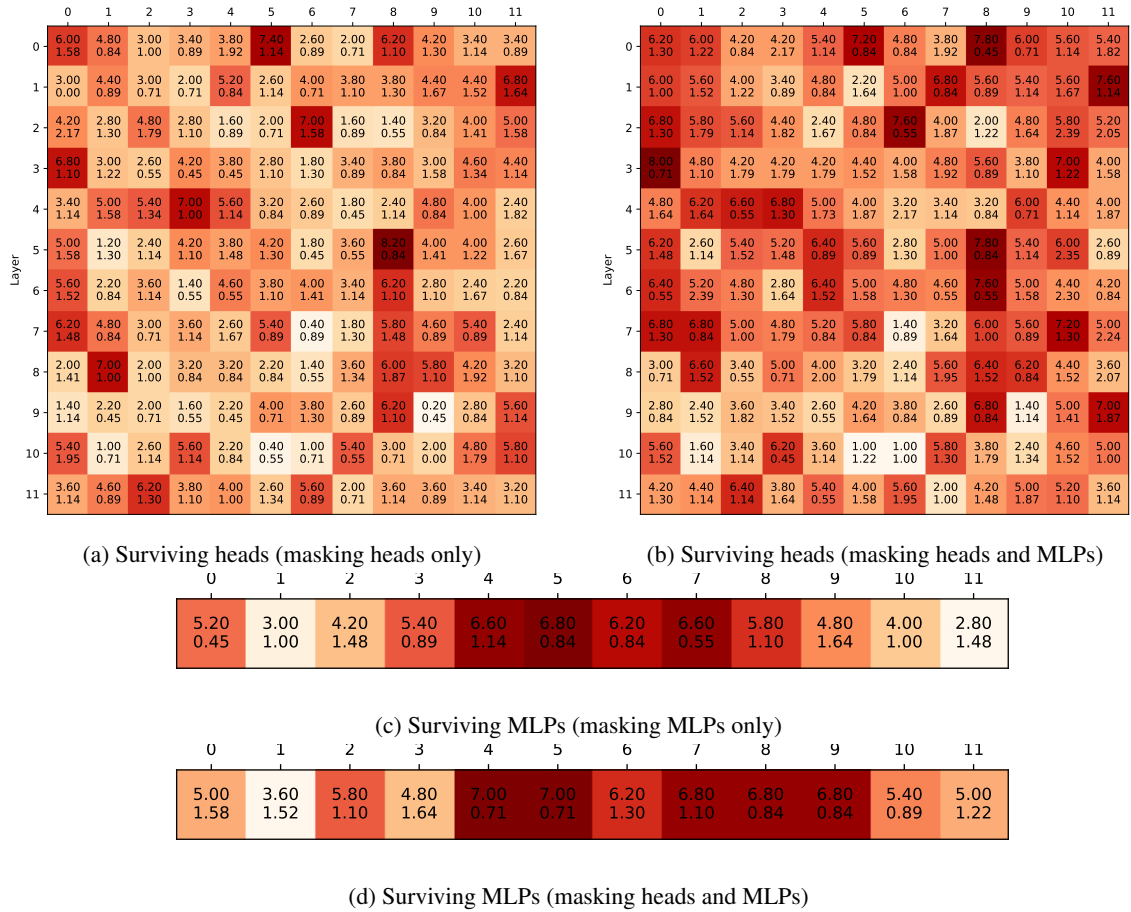 0 1 2 3 4 5 6 7 8 9 10 11
0 6.00 4.80 3.00 3.40 3.80 7.40 2.60 2.00 6.20 4.20 3.40 3.40
1.58 0.84 1.00 0.89 1.92 1.14 0.89 0.71 1.10 1.30 1.14 0.89
1 3.00 4.40 3.00 2.00 5.20 2.60 4.00 3.80 3.80 4.40 4.40 6.80
0.00 0.89 0.71 0.71 0.84 1.14 0.71 1.10 1.30 1.67 1.52 1.64
2 4.20 2.80 4.80 2.80 1.60 2.00 7.00 1.60 1.40 3.20 4.00 5.00
2.17 1.30 1.79 1.10 0.89 0.71 1.58 0.89 0.55 0.84 1.41 1.58
3 6.80 3.00 2.60 4.20 3.80 2.80 1.80 3.40 3.80 3.00 4.60 4.40
1.10 1.22 0.55 0.45 0.45 1.10 1.30 0.89 0.84 1.58 1.34 1.14
4 3.40 5.00 5.40 7.00 5.60 3.20 2.60 1.80 2.40 4.80 4.00 2.40
1.14 1.58 1.34 1.00 1.14 0.84 0.89 0.45 1.14 0.84 1.00 1.82
5 5.00 1.20 2.40 4.20 3.80 4.20 1.80 3.60 8.20 4.00 4.00 2.60
1.58 1.30 1.14 1.10 1.48 1.30 0.45 0.55 0.84 1.41 1.22 1.67
Layer
6 5.60 2.20 3.60 1.40 4.60 3.80 4.00 3.40 6.20 2.80 2.40 2.20
1.52 0.84 1.14 0.55 0.55 1.10 1.41 1.14 1.10 1.10 1.67 0.84
7 6.20 4.80 3.00 3.60 2.60 5.40 0.40 1.80 5.80 4.60 5.40 2.40
1.48 0.84 0.71 1.14 1.67 0.89 0.89 1.30 1.48 0.89 0.89 1.14
8 2.00 7.00 2.00 3.20 3.20 2.20 1.40 3.60 6.00 5.80 4.20 3.20
1.41 1.00 1.00 0.84 0.84 0.84 0.55 1.34 1.87 1.10 1.92 1.10
9 1.40 2.20 2.00 1.60 2.20 4.00 3.80 2.60 6.20 0.20 2.80 5.60
1.14 0.45 0.71 0.55 0.45 0.71 1.30 0.89 1.10 0.45 0.84 1.14
10 5.40 1.00 2.60 5.60 2.20 0.40 1.00 5.40 3.00 2.00 4.80 5.80
1.95 0.71 1.14 1.14 0.84 0.55 0.71 0.55 0.71 0.00 1.79 1.10
11 3.60 4.60 6.20 3.80 4.00 2.60 5.60 2.00 3.60 3.60 3.40 3.20
1.14 0.89 1.30 1.10 1.00 1.34 0.89 0.71 1.14 0.89 1.14 1.10
(a) Surviving heads (masking heads only)
0 1 2 3 4 5 6 7 8 9 10 11
0 6.20 6.00 4.20 4.20 5.40 7.20 4.80 3.80 7.80 6.00 5.60 5.40
1.30 1.22 0.84 2.17 1.14 0.84 0.84 1.92 0.45 0.71 1.14 1.82
1 6.00 5.60 4.00 3.40 4.80 2.20 5.00 6.80 5.60 5.40 5.60 7.60
1.00 1.52 1.22 0.89 0.84 1.64 1.00 0.84 0.89 1.14 1.67 1.14
2 6.80 5.80 5.60 4.40 2.40 4.80 7.60 4.00 2.00 4.80 5.80 5.20
1.30 1.79 1.14 1.82 1.67 0.84 0.55 1.87 1.22 1.64 2.39 2.05
3 8.00 4.80 4.20 4.20 4.40 4.40 4.00 4.80 5.60 3.80 7.00 4.00
0.71 1.10 1.79 1.79 1.52 1.52 1.58 1.92 0.89 1.10 1.22 1.58
4 4.80 6.20 6.60 6.80 5.00 4.00 3.20 3.40 3.20 6.00 4.40 4.00
1.64 1.64 0.55 1.30 1.73 1.87 2.17 1.14 0.84 0.71 1.14 1.87
5 6.20 2.60 5.40 5.20 6.40 5.60 2.80 5.00 7.80 5.40 6.00 2.60
1.48 1.14 1.52 1.48 0.89 0.89 1.30 1.00 0.84 1.14 2.35 0.89
Layer
6 6.40 5.20 4.80 2.80 6.40 5.00 4.80 4.60 7.60 5.00 4.40 4.20
0.55 2.39 1.30 1.64 1.52 1.58 1.30 0.55 0.55 1.58 2.30 0.84
7 6.80 6.80 5.00 4.80 5.20 5.80 1.40 3.20 6.00 5.60 7.20 5.00
1.30 0.84 1.00 1.79 0.84 0.84 0.89 1.64 1.00 0.89 1.30 2.24
8 3.00 6.60 3.40 5.00 4.00 3.20 2.40 5.60 6.40 6.20 4.40 3.60
0.71 1.52 0.55 0.71 2.00 1.79 1.14 1.95 1.52 0.84 1.52 2.07
9 2.80 2.40 3.60 3.40 2.60 4.20 3.80 2.60 6.80 1.40 5.00 7.00
0.84 1.52 1.82 1.52 0.55 1.64 0.84 0.89 0.84 1.14 1.41 1.87
10 5.60 1.60 3.40 6.20 3.60 1.00 1.00 5.80 3.80 2.40 4.60 5.00
1.52 1.14 1.14 0.45 1.14 1.22 1.00 1.30 1.79 1.34 1.52 1.00
11 4.20 4.40 6.40 3.80 5.40 4.00 5.60 2.00 4.20 5.00 5.20 3.60
1.30 1.14 1.14 1.64 0.55 1.58 1.95 1.00 1.48 1.87 1.10 1.14
(b) Surviving heads (masking heads and MLPs)
0 1 2 3 4 5 6 7 8 9 10 11
5.20 3.00 4.20 5.40 6.60 6.80 6.20 6.60 5.80 4.80 4.00 2.80
0.45 1.00 1.48 0.89 1.14 0.84 0.84 0.55 1.10 1.64 1.00 1.48
(c) Surviving MLPs (masking MLPs only)
0 1 2 3 4 5 6 7 8 9 10 11
5.00 3.60 5.80 4.80 7.00 7.00 6.20 6.80 6.80 6.80 5.40 5.00
1.58 1.52 1.10 1.64 0.71 0.71 1.30 1.10 0.84 0.84 0.89 1.22
(d) Surviving MLPs (masking heads and MLPs)